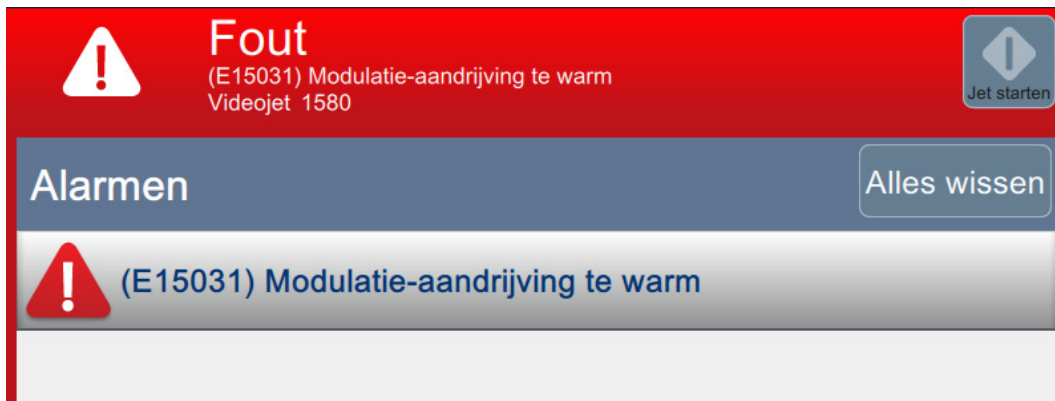 Fout
(E15031) Modulatie-aandrijving te warm
Videojet 1580
Jet starten
Alarmen
Alles wissen
(E15031) Modulatie-aandrijving te warm